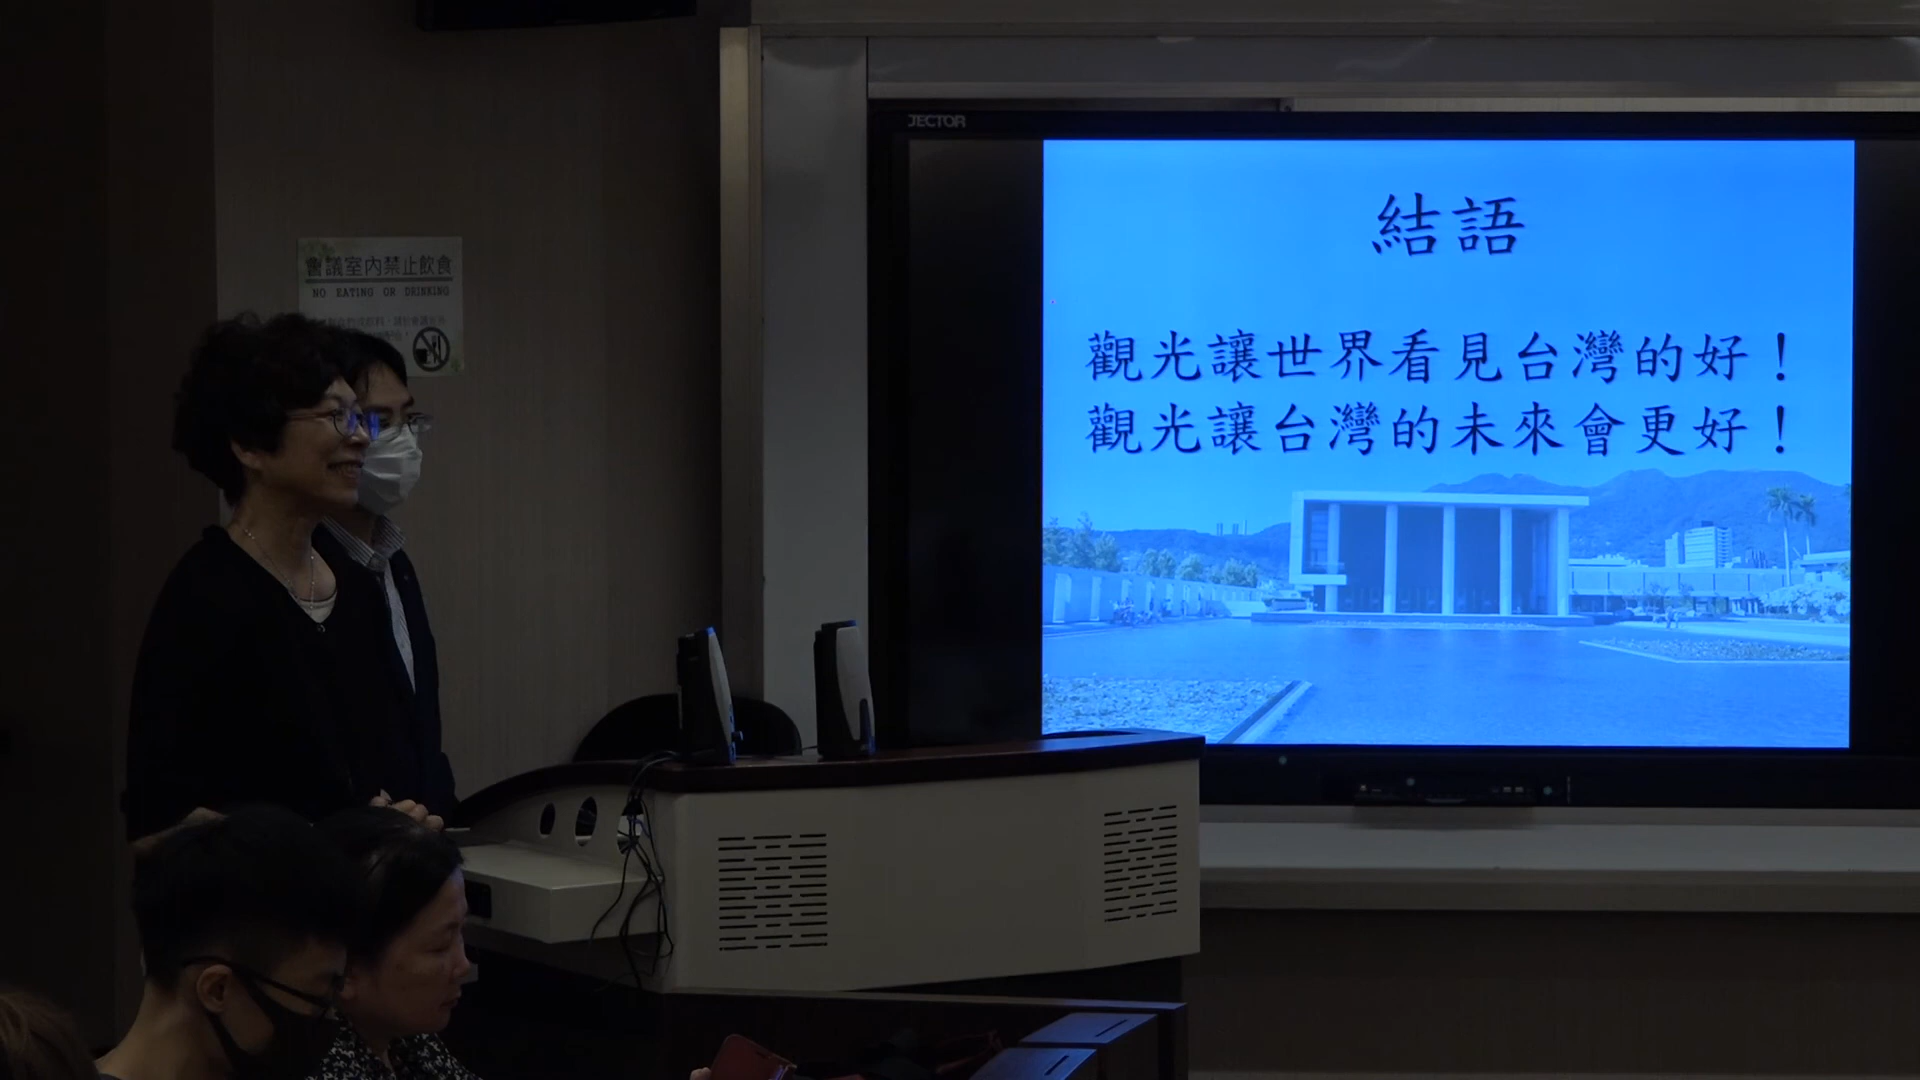 JECTOR
結語
觀光讓世界看見台灣的好！
觀光讓台灣的未來會更好！
會議室內禁止飲食
NO EATING OR DRINKING